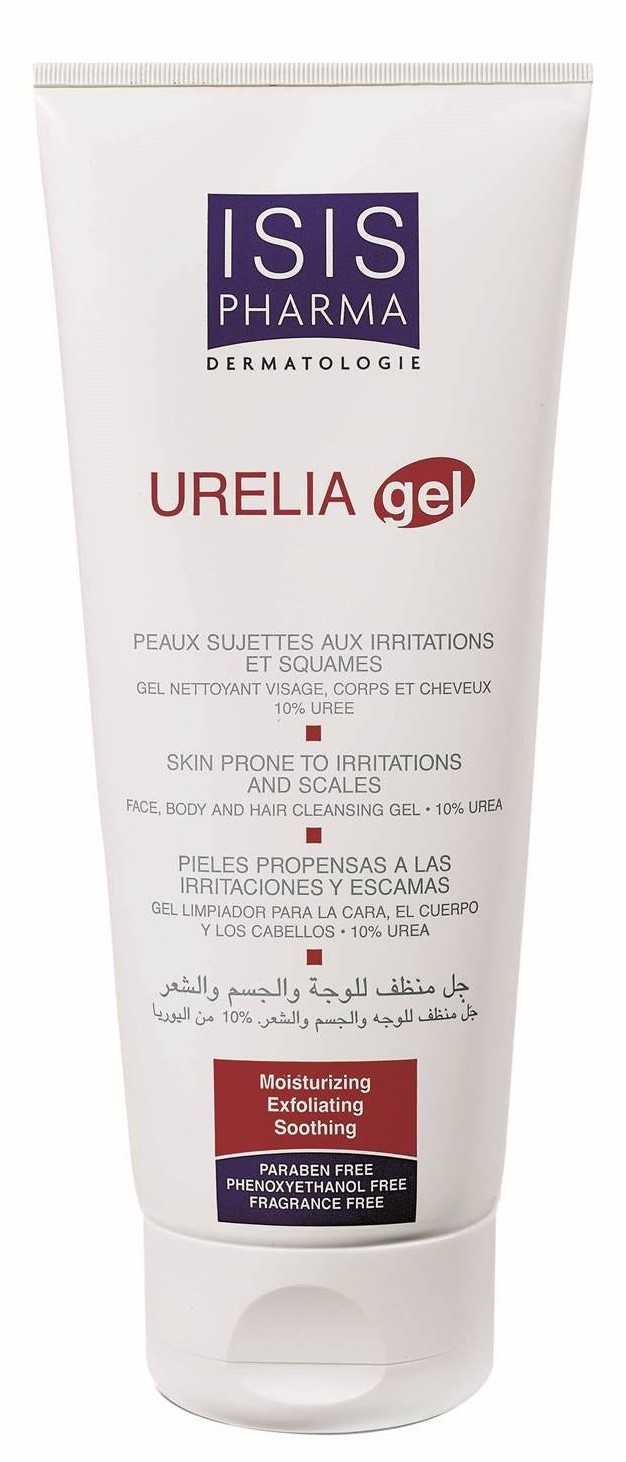 ISIS
PHARMA
DERMATOLOGIE
URELIA gel
PEAUX SUJETTES AUX IRRITATIONS
ET SQUAMES
GEL NETTOYANT VISAGE, CORPS ET CHEVEUX
10% UREE
SKIN PRONE TO IRRITATIONS
AND SCALES
FACE, BODY AND HAIR CLEANSING GEL • 10% UREA
PIELES PROPENSAS A LAS
IRRITACIONES Y ESCAMAS
GEL LIMPIADOR PARA LA CARA, EL CUERPO
Y LOS CABELLOS • 10% UREA
جل منظف للوجة والجسم والشعر
جل منظف للوجه والجسم والشعر. 10% من اليوريا
Moisturizing
Exfoliating
Soothing
PARABEN FREE
PHENOXYETHANOL FREE
FRAGRANCE FREE